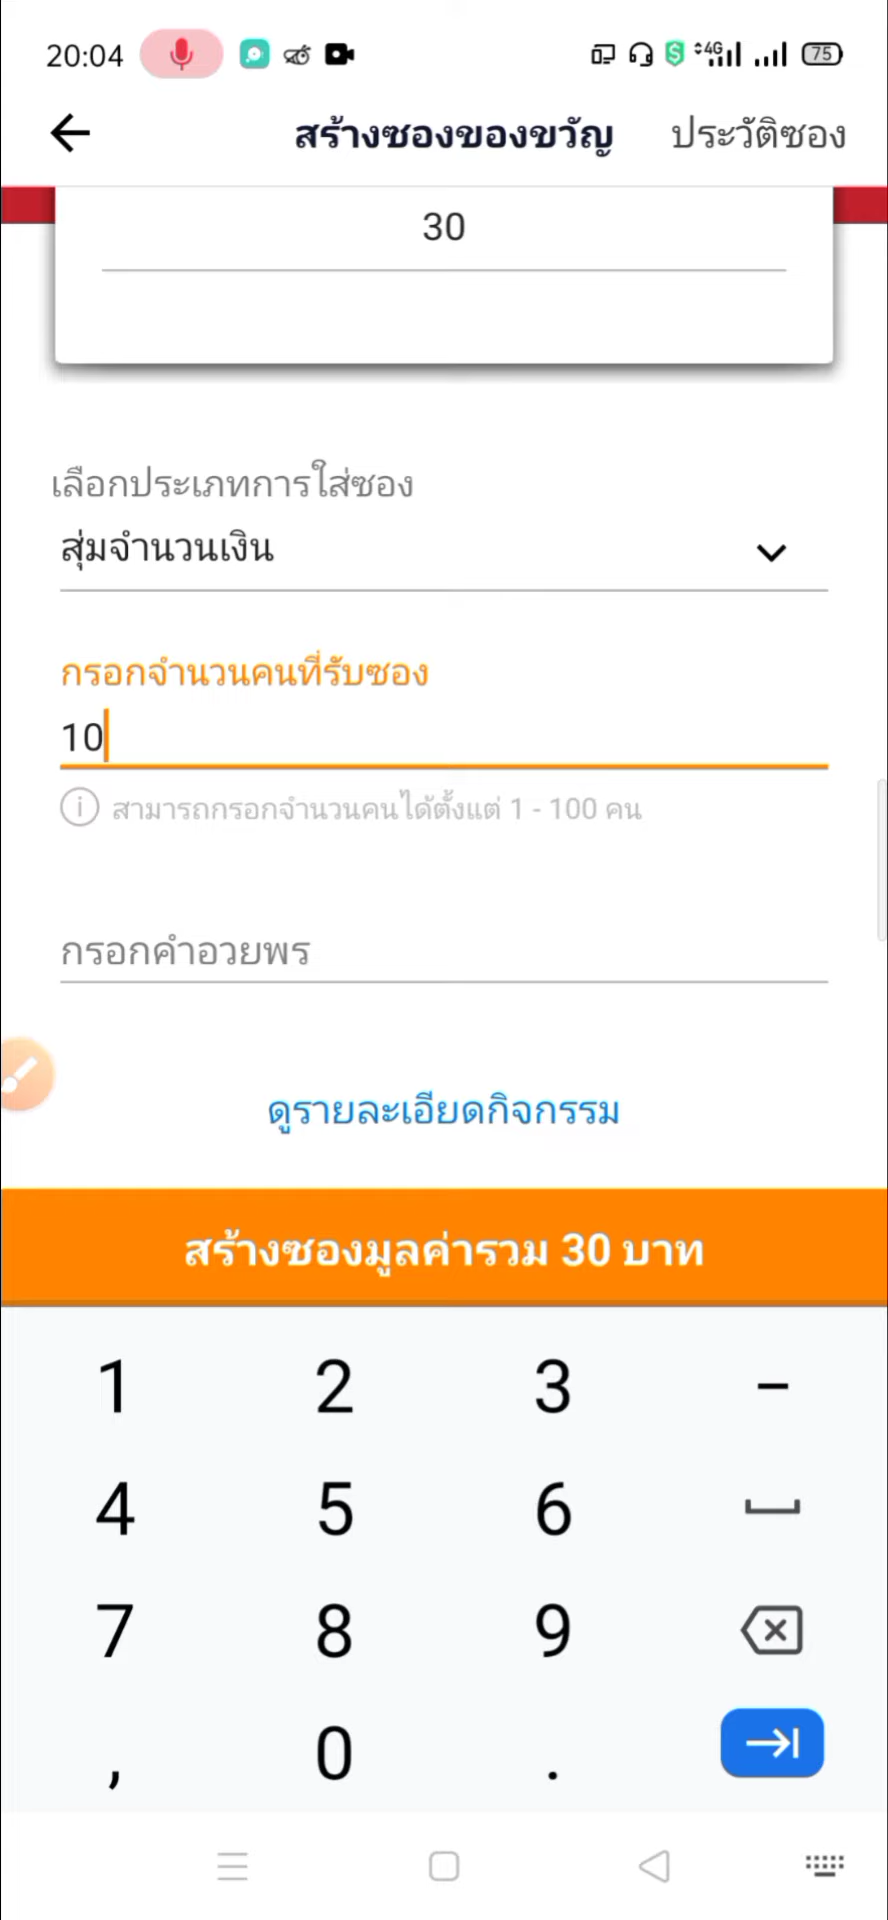 20:04
4G
75
สร้างซองของขวัญ
ประวัติซอง
30
เลือกประเภทการใส่ซอง
สุ่มจำนวนเงิน
กรอกจำนวนคนที่รับซอง
10
สามารถกรอกจำนวนคนได้ตั้งแต่ 1 - 100 คน
กรอกคำอวยพร
ดูรายละเอียดกิจกรรม
สร้างซองมูลค่ารวม 30 บาท
1 2 3 -
4 5 6
7 8 9
, 0 .